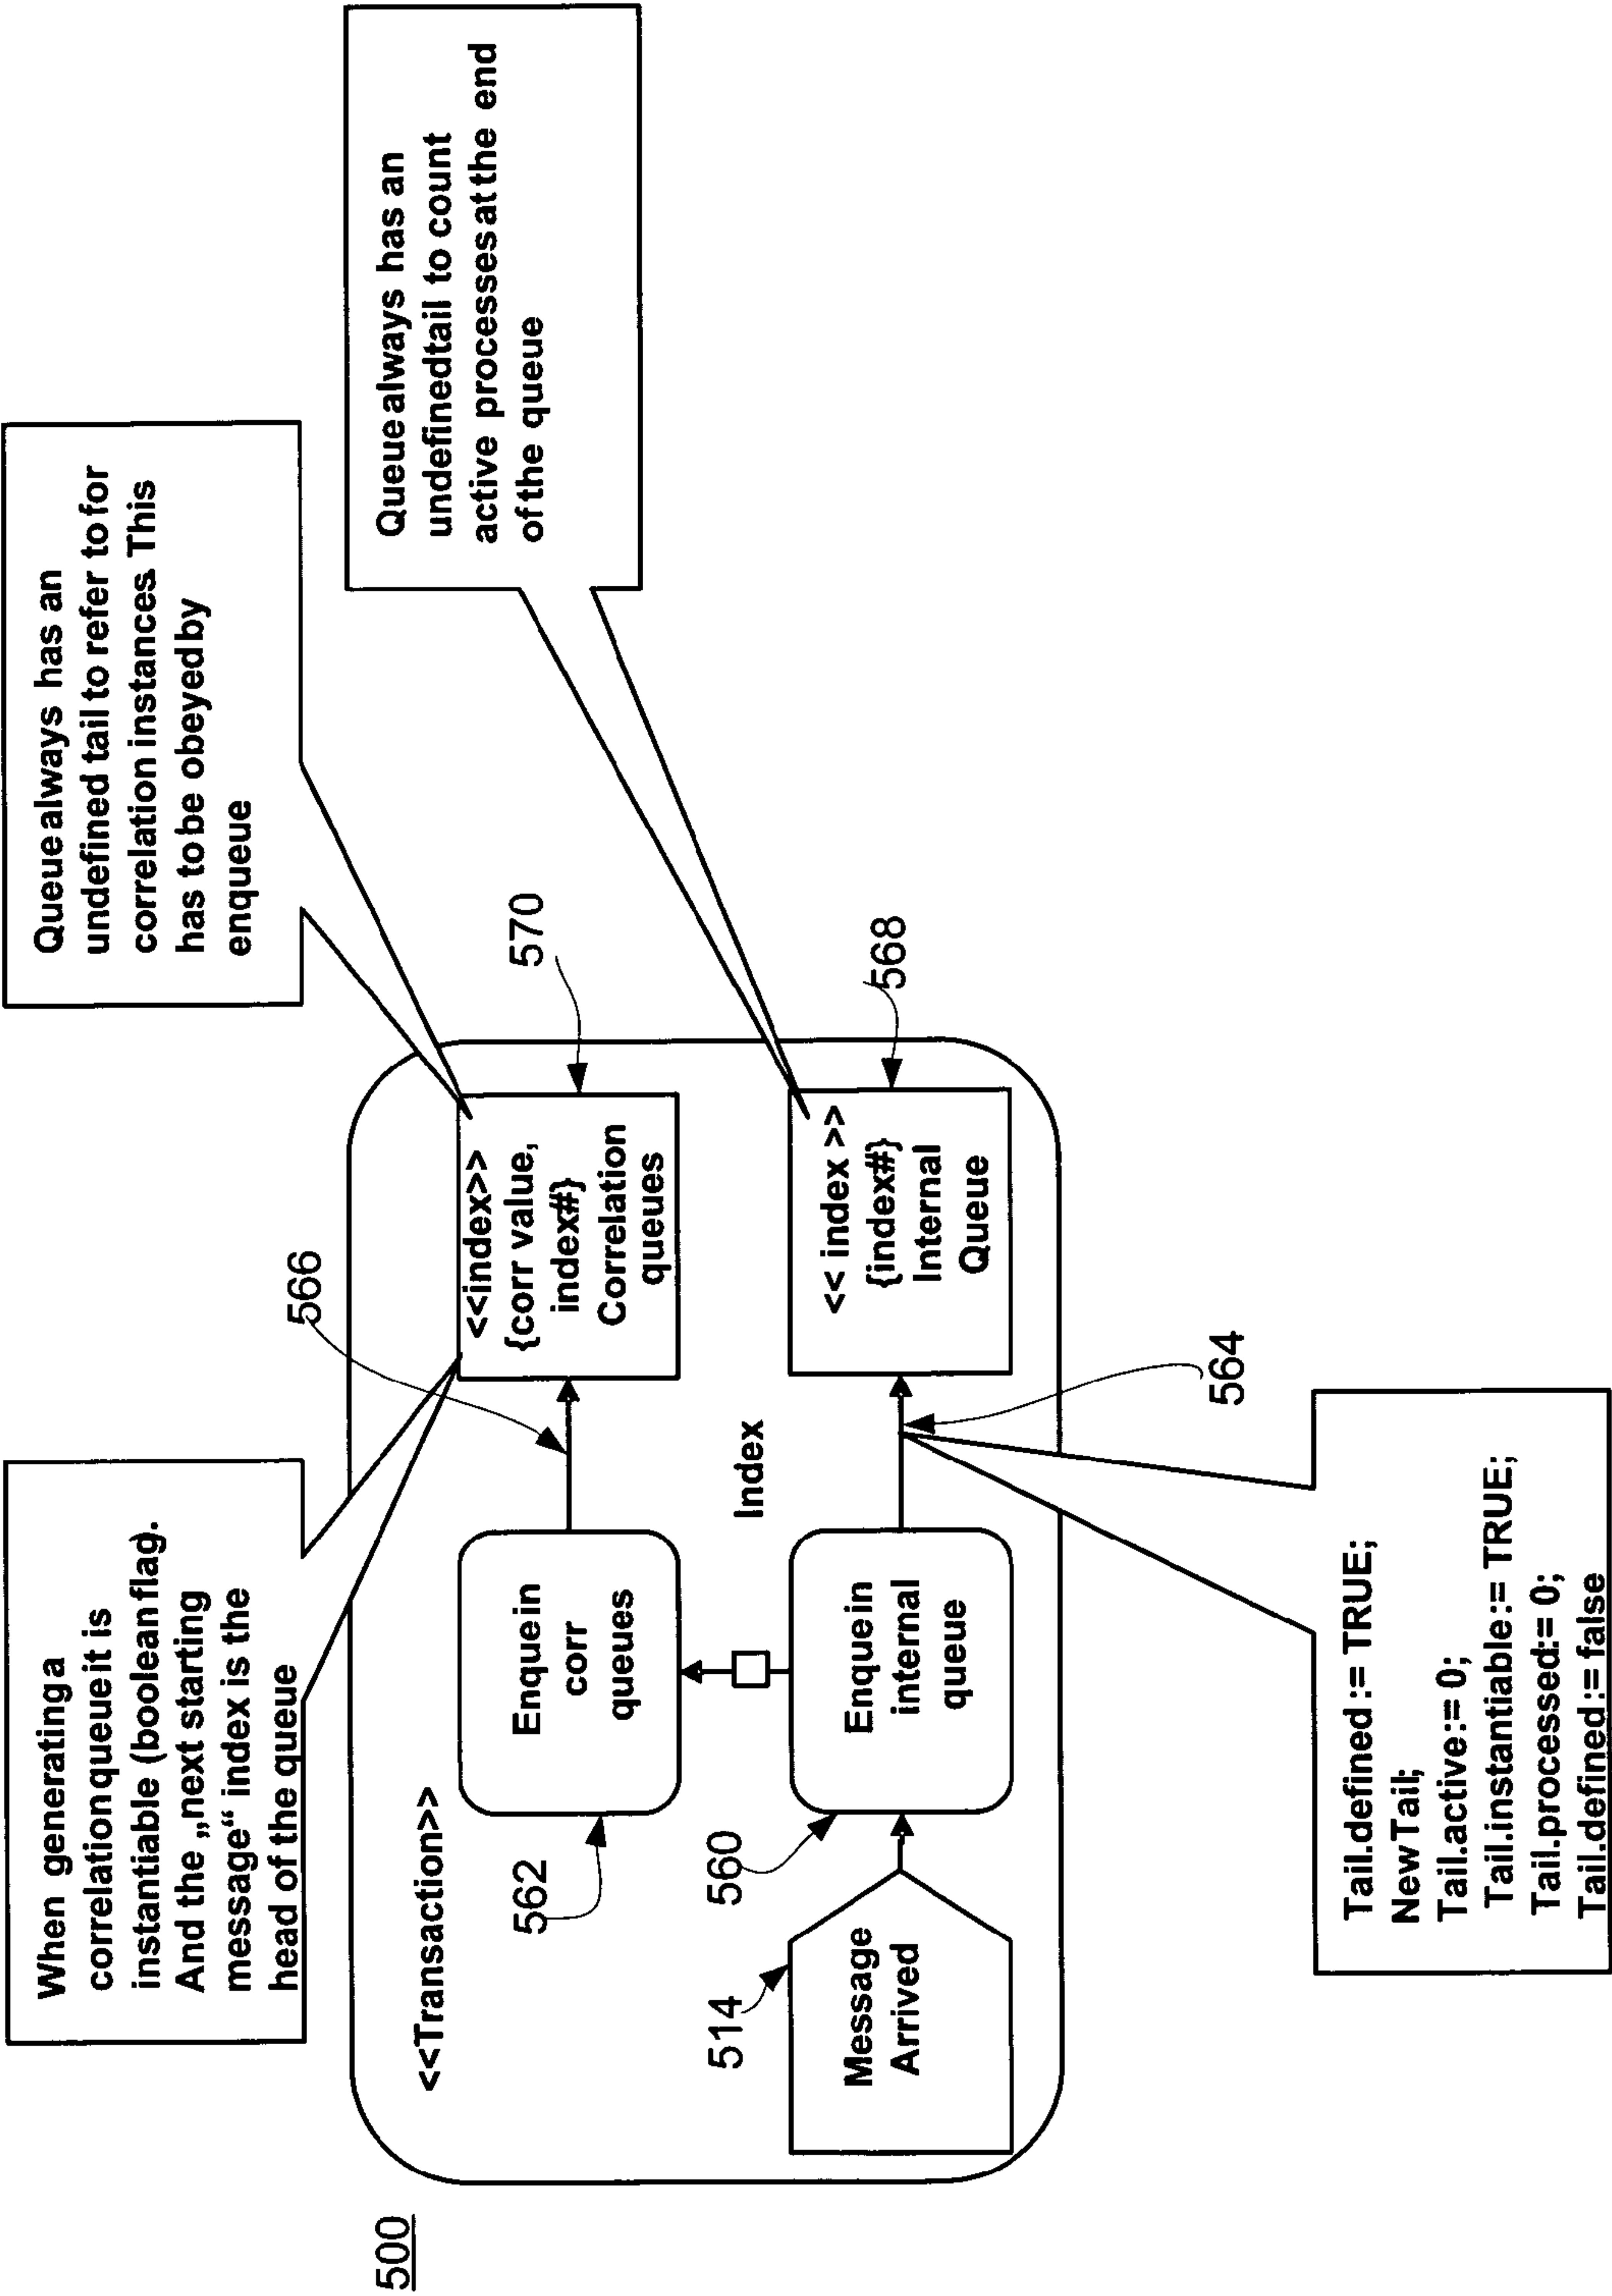 500
When generating a
correlation queue it is
instantiable (boolean flag.
And the „next starting
message“ index is the
head of the queue
Queue always has an
undefined tail to refer to for
correlation instances. This
has to be obeyed by
enqueue
Queue always has an
undefined tail to count
active processes at the end
of the queue
<<Transaction>>
566
570
562
Enque in
corr
queues
<<index>>
{corr value,
index#}
Correlation
queues
514
560
Index
568
Message
Arrived
Enque in
internal
queue
<< index >>
{index#}
Internal
Queue
564
Tail.defined := TRUE;
New Tail;
Tail.active:= 0;
Tail.instantiable:= TRUE;
Tail.processed:= 0;
Tail.defined:= false